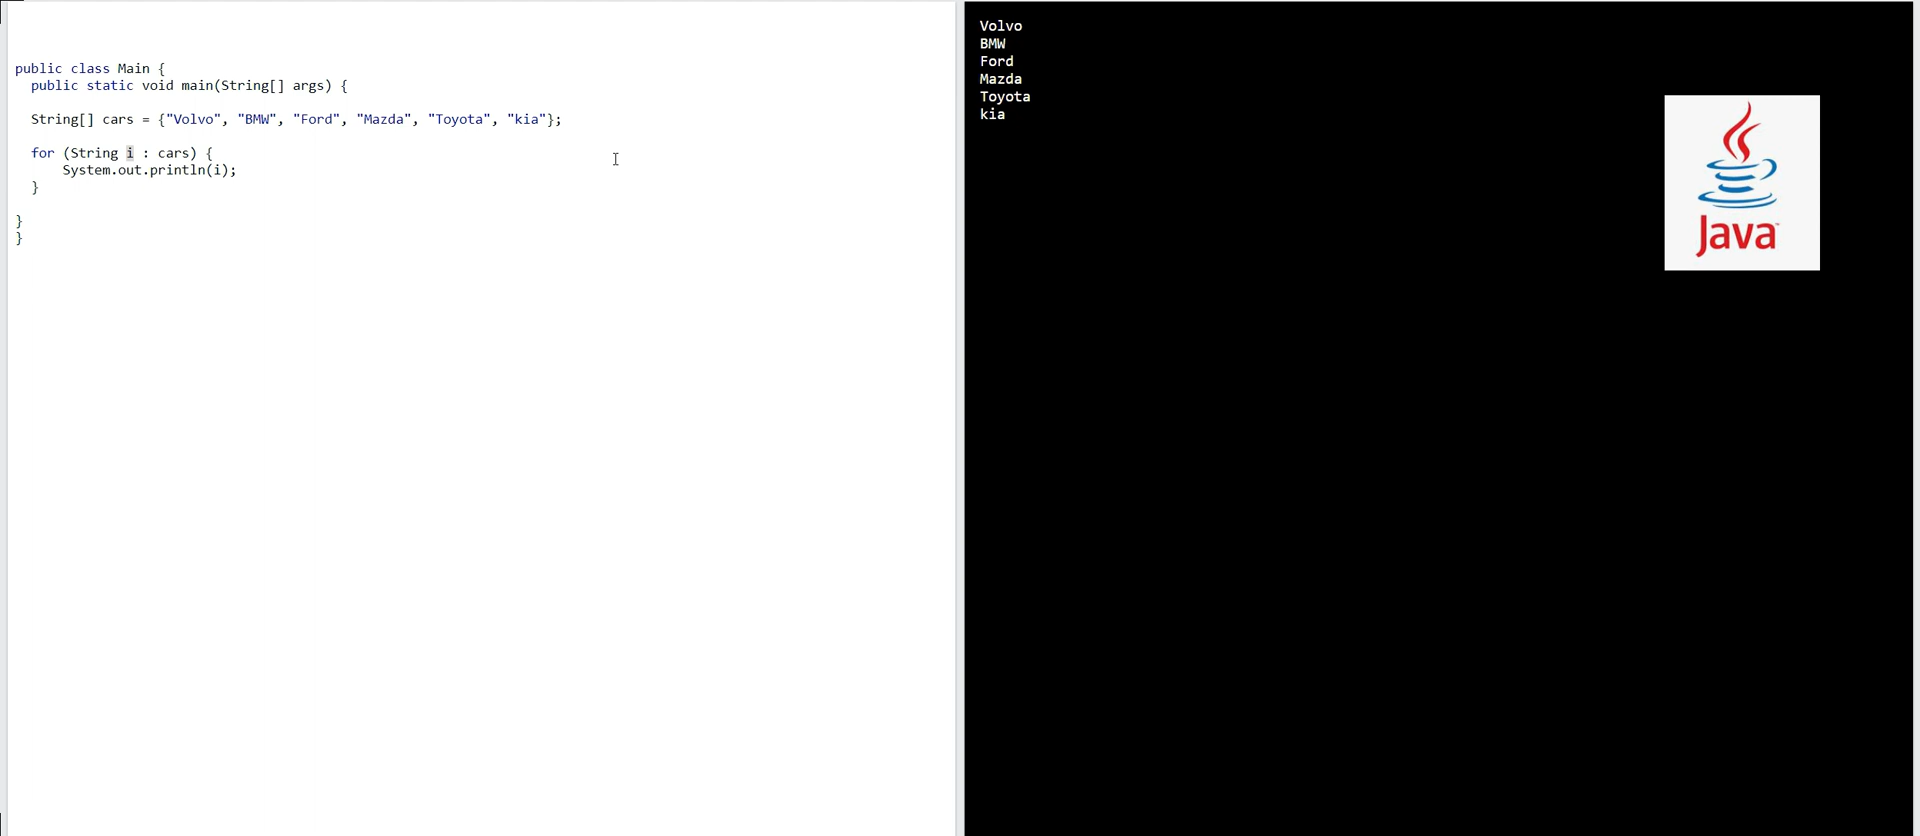 public class Main {
  public static void main(String[] args) {
  String[] cars = {"Volvo", "BMW", "Ford", "Mazda", "Toyota", "kia"};
  for (String i : cars) {
      System.out.println(i);
  }
}
}
Volvo
BMW
Ford
Mazda
Toyota
kia
Java™